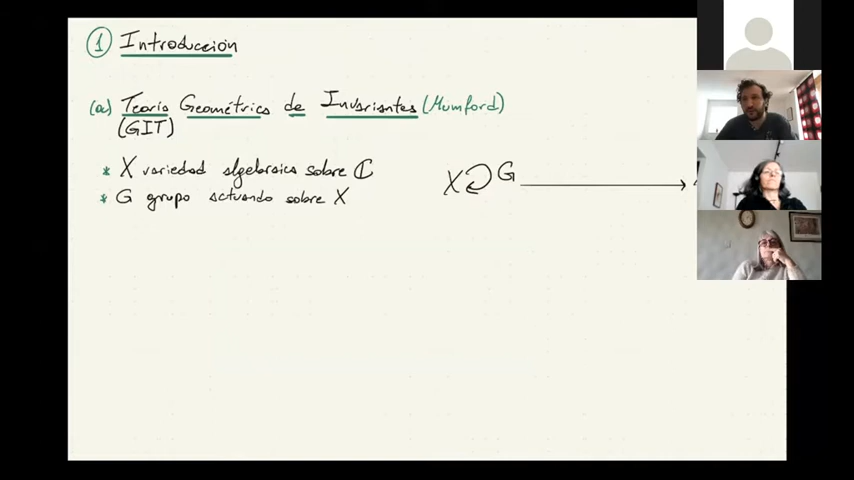 1 Introducción
(a) Teoría Geométrica de Invariantes (Mumford)
(GIT)
* X variedad algebraica sobre ℂ
* G grupo actuando sobre X
X G